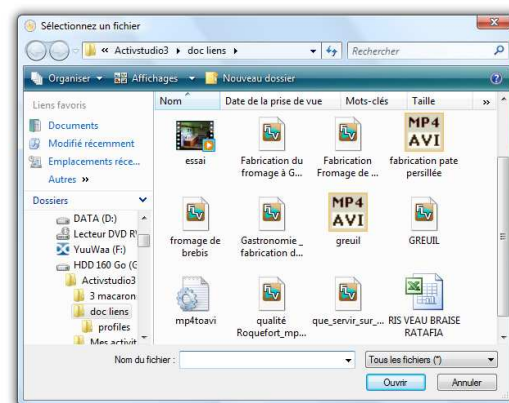 Sélectionnez un fichier
« Activstudio3 ▸ doc liens ▸
Rechercher
Organiser
Affichages
Nouveau dossier
Liens favoris
Documents
Modifié récemment
Emplacements réce...
Autres »
Dossiers
DATA (D:)
Lecteur DVD R
YuuWaa (F:)
HDD 160 Go (G
Activstudio3
3 macaron
doc liens
profiles
Mes activit
Nom
Date de la prise de vue
Mots-clés
Taille
»
essai
Fabrication du
fromage à G...
Fabrication
Fromage de ...
MP4
AVI
fabrication pate
persillée
fromage de
brebis
Gastronomie _
fabrication d...
MP4
AVI
greuil
GREUIL
mp4toavi
qualité
Roquefort_mp...
que_servir_sur_...
RIS VEAU BRAISE
RATAFIA
Nom du fichier :
Tous les fichiers (*)
Ouvrir
Annuler